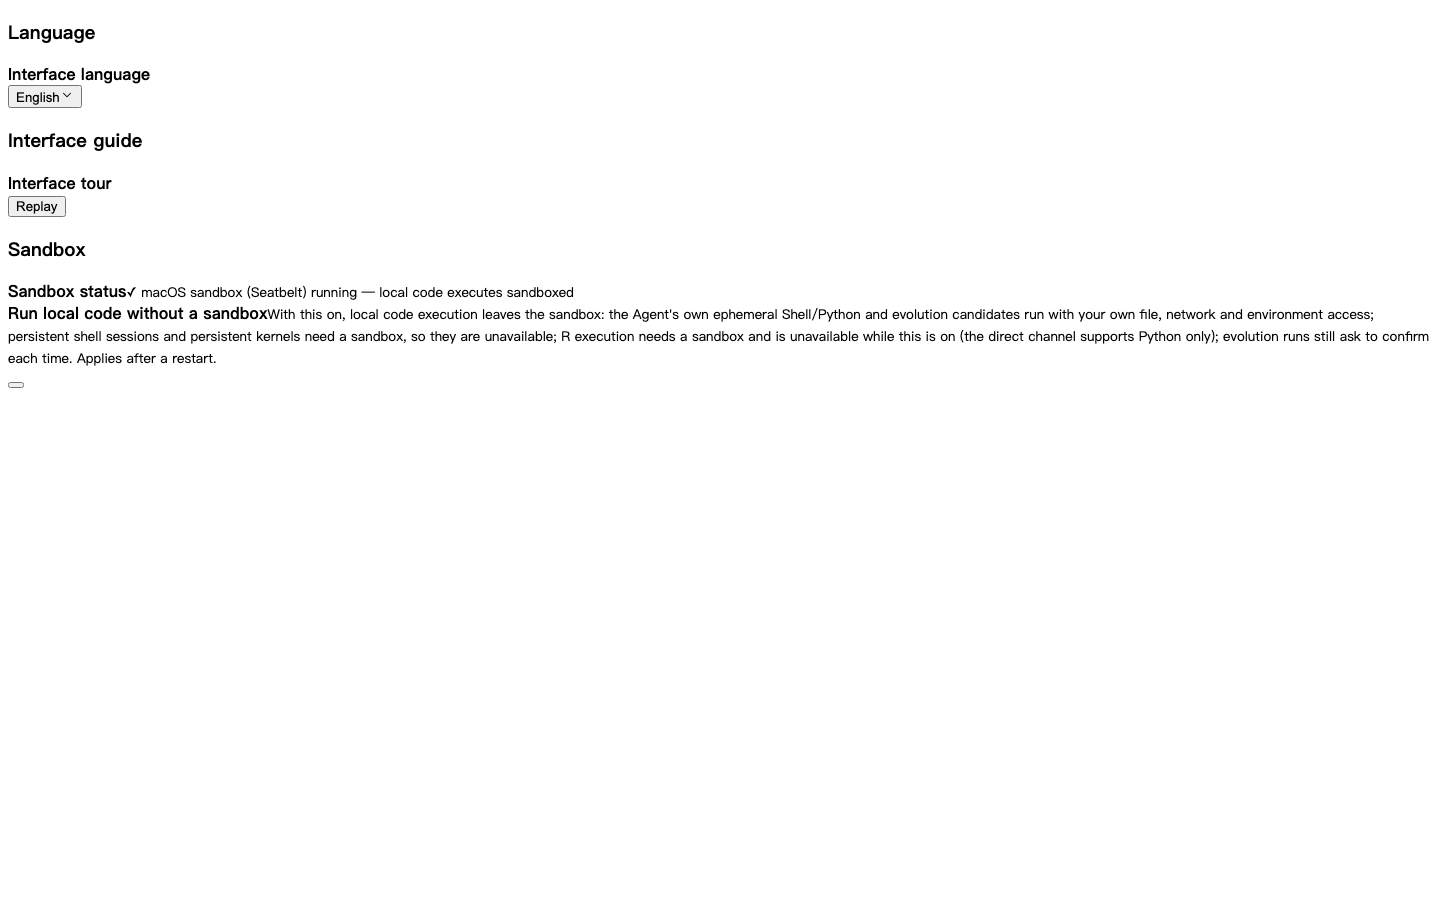 Language
Interface language
English
Interface guide
Interface tour
Replay
Sandbox
Sandbox status✓ macOS sandbox (Seatbelt) running — local code executes sandboxed
Run local code without a sandboxWith this on, local code execution leaves the sandbox: the Agent's own ephemeral Shell/Python and evolution candidates run with your own file, network and environment access;
persistent shell sessions and persistent kernels need a sandbox, so they are unavailable; R execution needs a sandbox and is unavailable while this is on (the direct channel supports Python only); evolution runs still ask to confirm
each time. Applies after a restart.